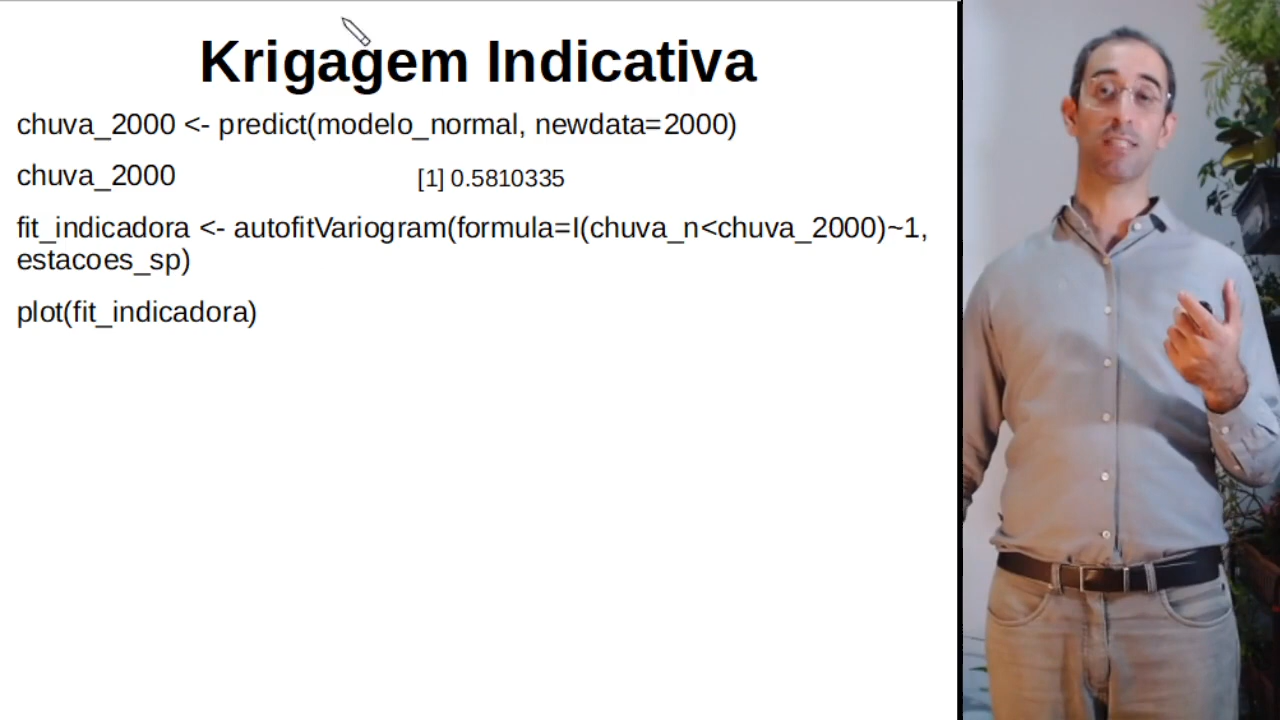 Krigagem Indicativa
chuva_2000 <- predict(modelo_normal, newdata=2000)
chuva_2000 [1] 0.5810335
fit_indicadora <- autofitVariogram(formula=I(chuva_n<chuva_2000)~1,
estacoes_sp)
plot(fit_indicadora)